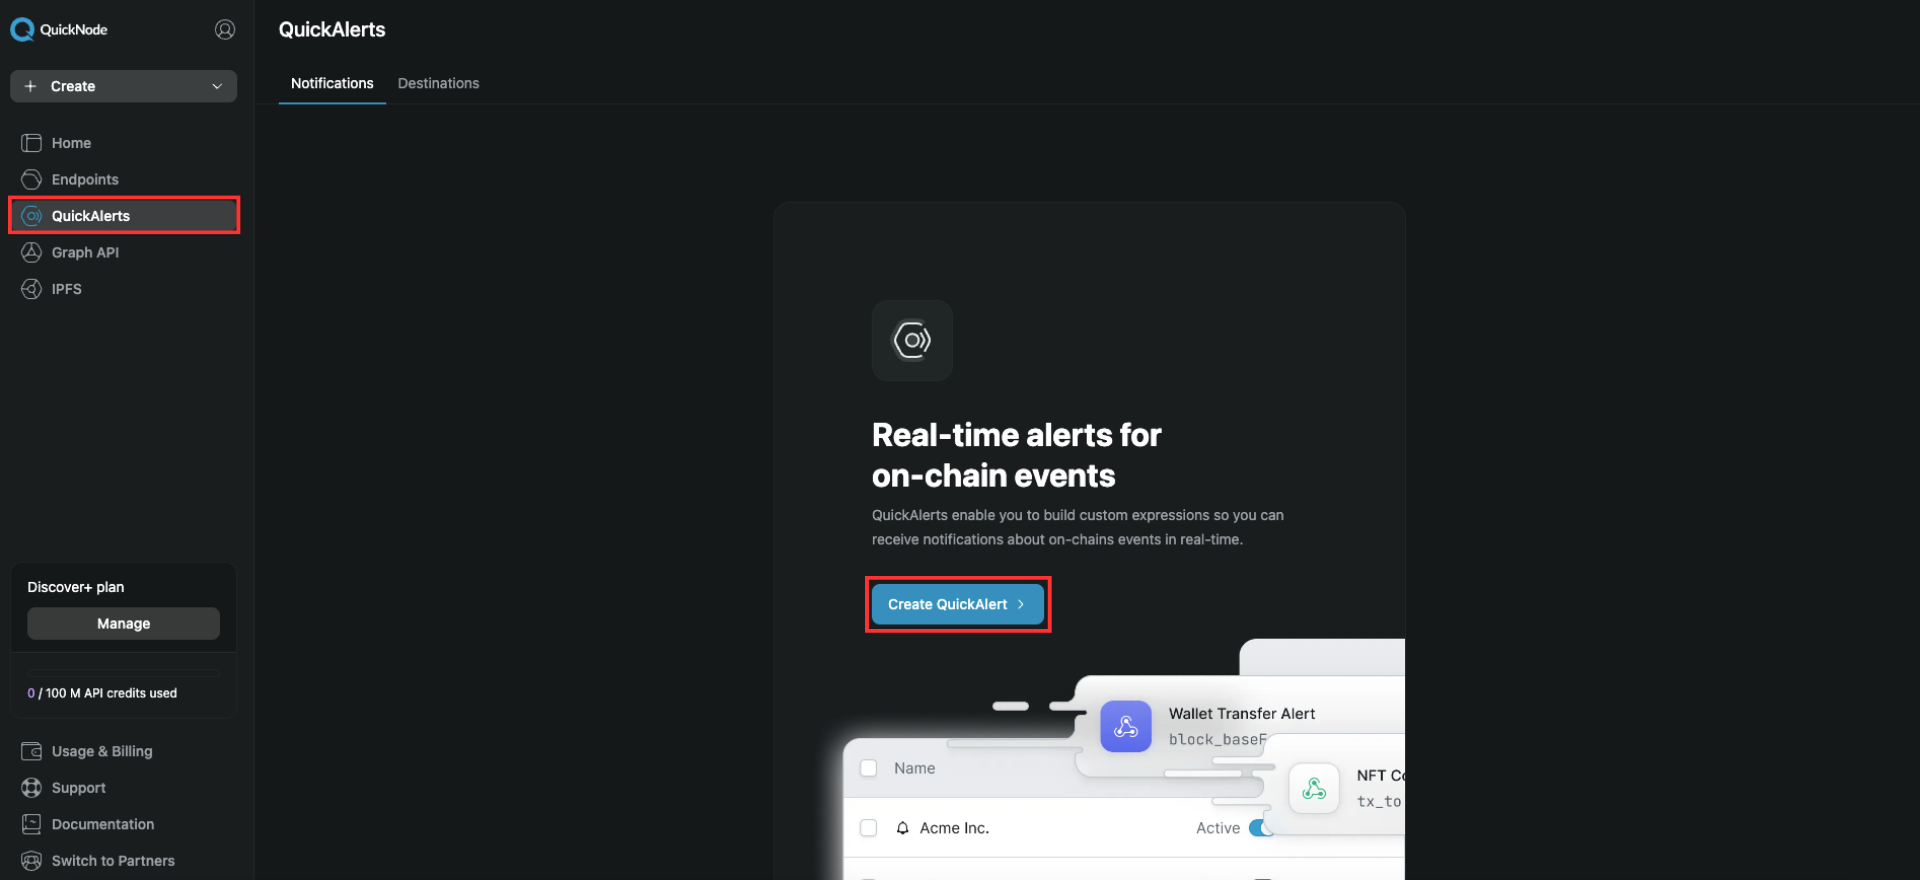 QuickNode
Create
Home
Endpoints
QuickAlerts
Graph API
IPFS
Discover+ plan
Manage
0 / 100 M API credits used
Usage & Billing
Support
Documentation
Switch to Partners
QuickAlerts
Notifications
Destinations
Real-time alerts for
on-chain events
QuickAlerts enable you to build custom expressions so you can
receive notifications about on-chains events in real-time.
Create QuickAlert
Wallet Transfer Alert
block_baseF
Name
NFT Co
tx_to
Acme Inc.
Active